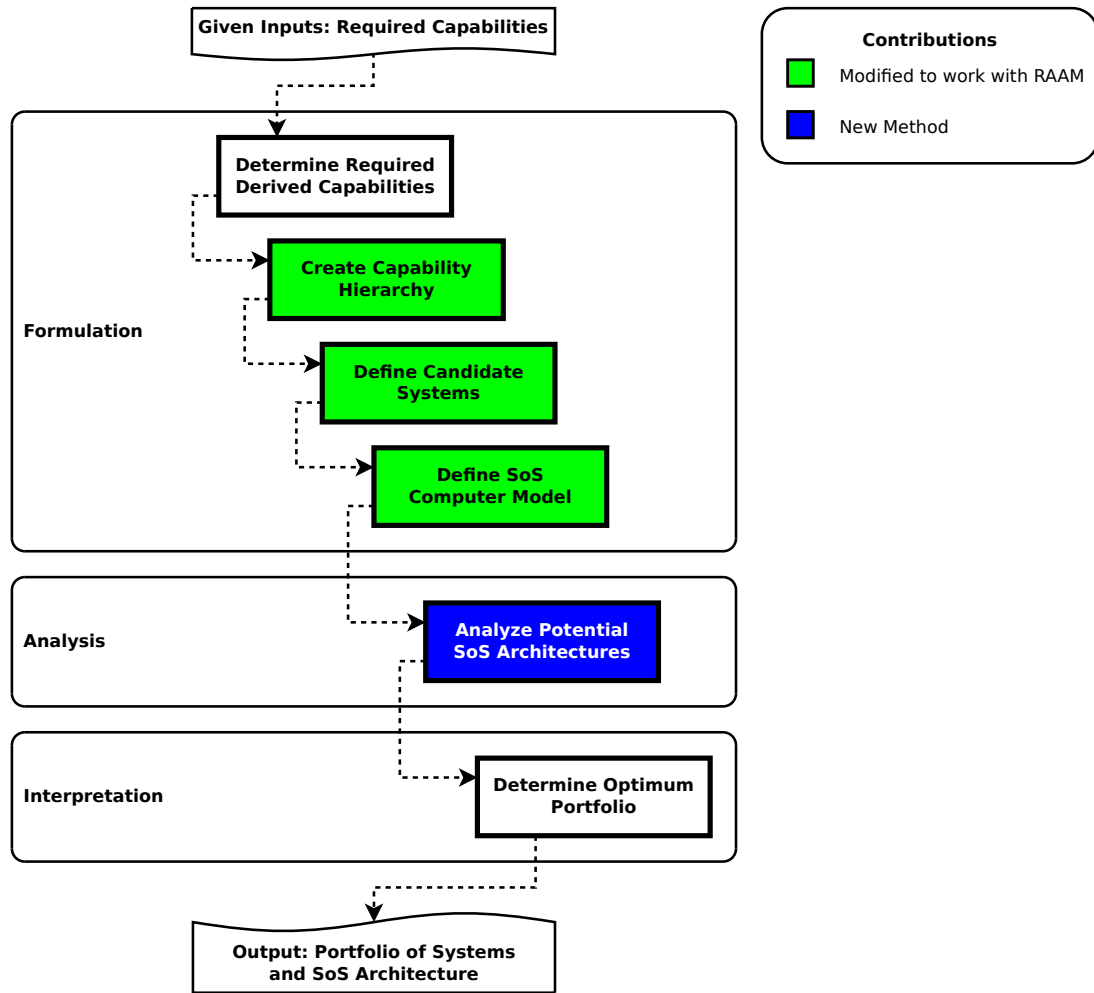 Given Inputs: Required Capabilities
Contributions
Modified to work with RAAM
New Method
Determine Required
Derived Capabilities
Create Capability
Hierarchy
Formulation
Define Candidate
Systems
Define SoS
Computer Model
Analysis
Analyze Potential
SoS Architectures
Interpretation
Determine Optimum
Portfolio
Output: Portfolio of Systems
and SoS Architecture